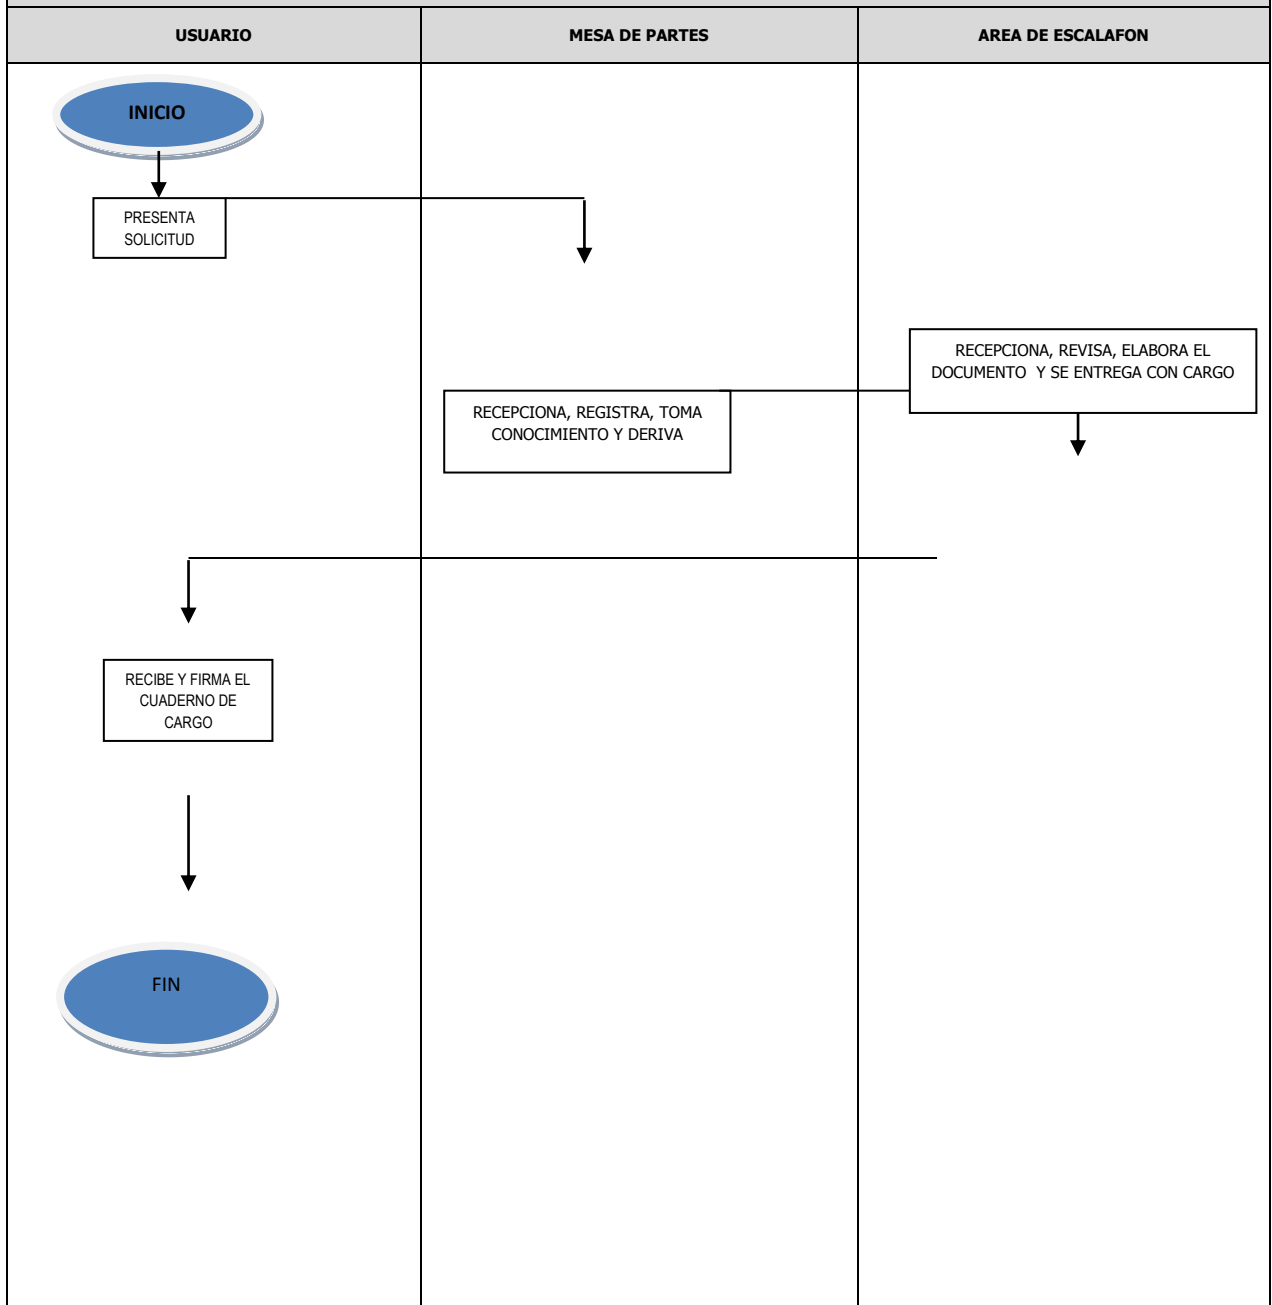 USUARIO
MESA DE PARTES
AREA DE ESCALAFON
INICIO
PRESENTA
SOLICITUD
RECEPCIONA, REVISA, ELABORA EL
DOCUMENTO Y SE ENTREGA CON CARGO
RECEPCIONA, REGISTRA, TOMA
CONOCIMIENTO Y DERIVA
RECIBE Y FIRMA EL
CUADERNO DE
CARGO
FIN